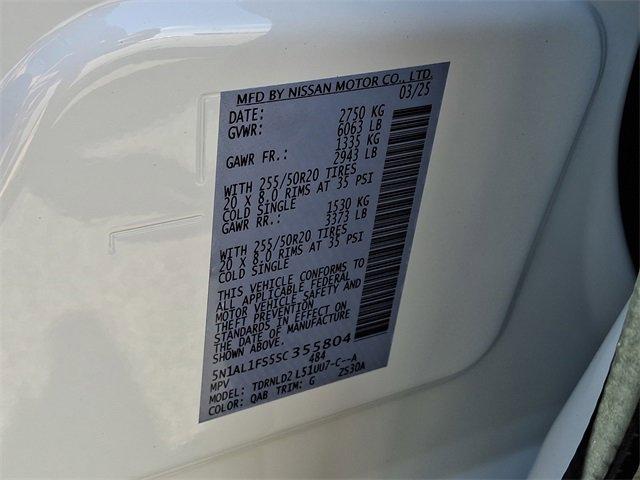 MFD BY NISSAN MOTOR CO., LTD.
DATE: 03/25
GVWR: 2750 KG
6063 LB
GAWR FR.: 1335 KG
2943 LB
WITH 255/50R20 TIRES
20 X 8.0 RIMS AT 35 PSI
COLD SINGLE
GAWR RR.: 1530 KG
3373 LB
WITH 255/50R20 TIRES
20 X 8.0 RIMS AT 35 PSI
COLD SINGLE
THIS VEHICLE CONFORMS TO
ALL APPLICABLE FEDERAL
MOTOR VEHICLE SAFETY AND
THEFT PREVENTION
STANDARDS IN EFFECT ON
THE DATE OF MANUFACTURE
SHOWN ABOVE.
5N1AL1FS5SC355804
MPV 484
MODEL: TDRNLD2 L51UU7-C--A
COLOR: QAB TRIM: G ZS30A